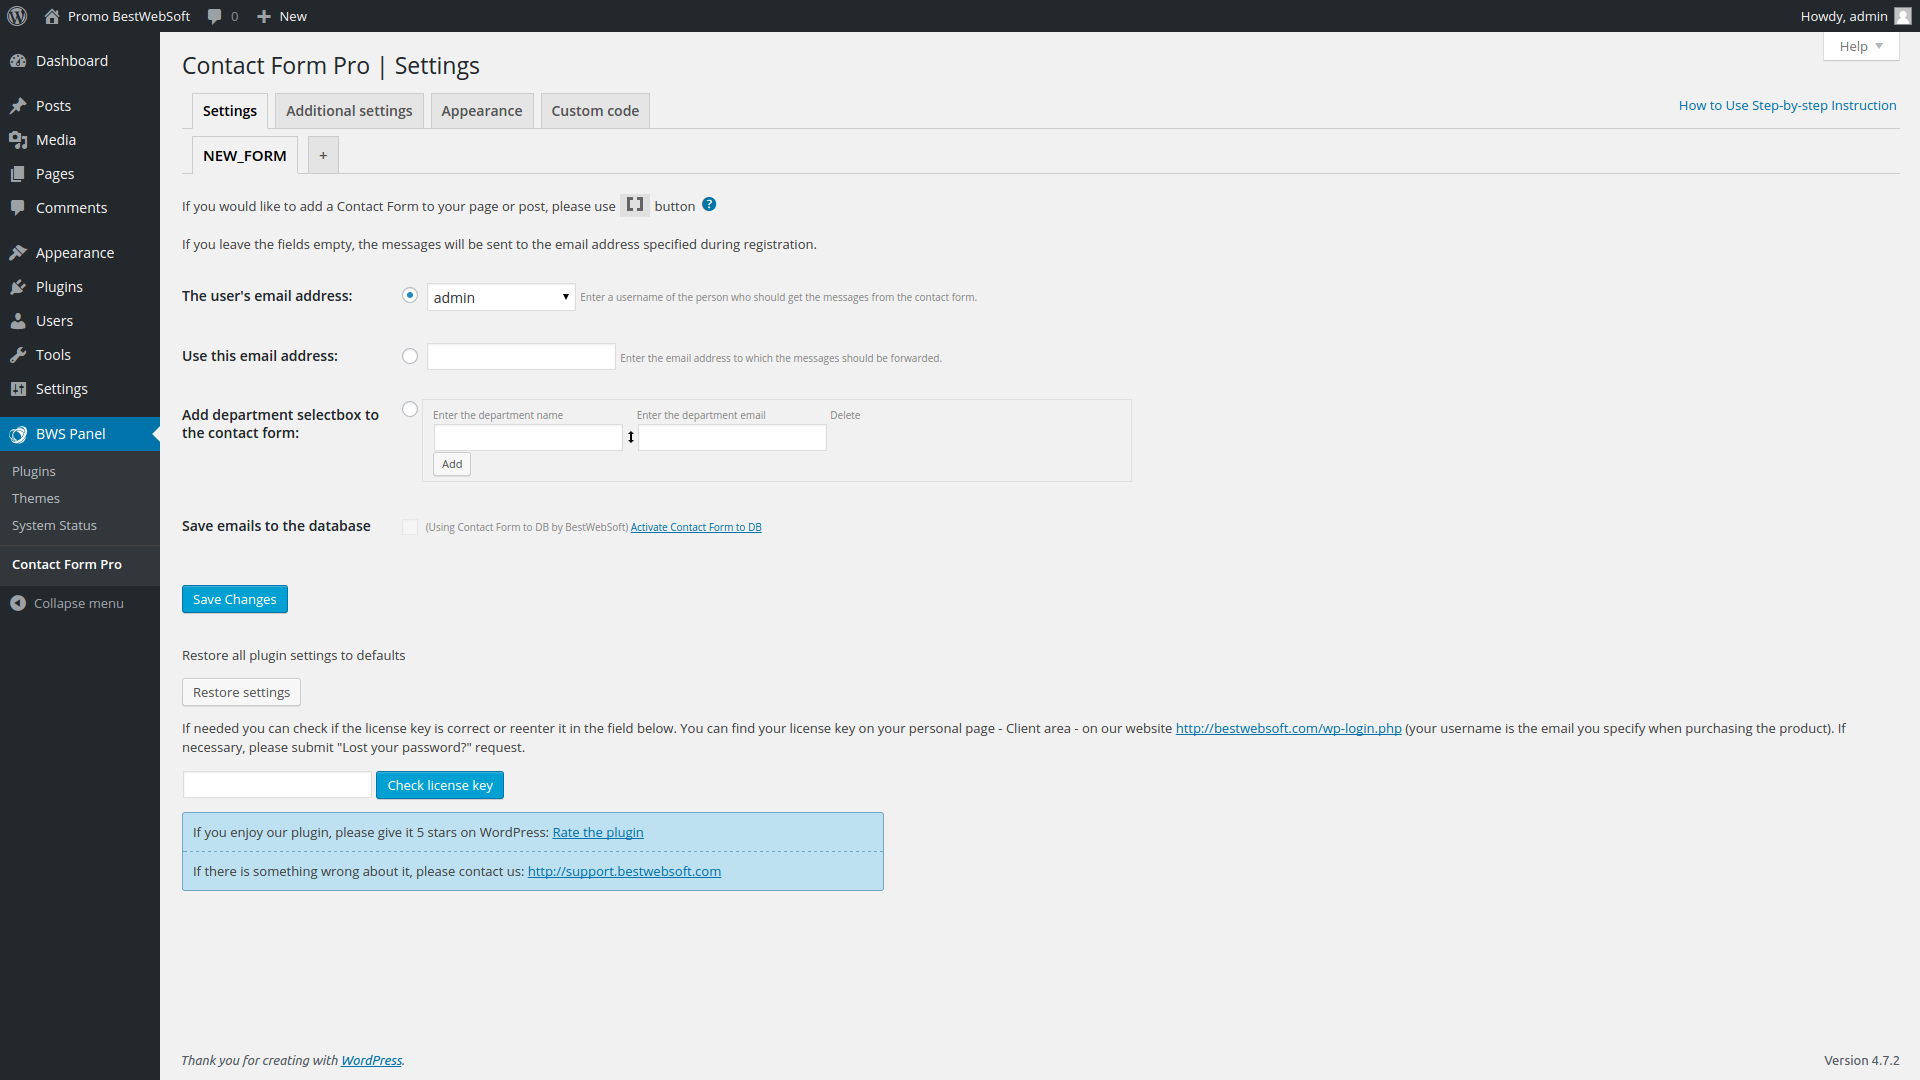 Promo BestWebSoft 0 New Howdy, admin
Help
Dashboard
Posts
Media
Pages
Comments
Appearance
Plugins
Users
Tools
Settings
BWS Panel
Plugins
Themes
System Status
Contact Form Pro
Collapse menu
Contact Form Pro | Settings
Settings Additional settings Appearance Custom code
How to Use Step-by-step Instruction
NEW_FORM +
If you would like to add a Contact Form to your page or post, please use [] button ?
If you leave the fields empty, the messages will be sent to the email address specified during registration.
The user's email address: admin Enter a username of the person who should get the messages from the contact form.
Use this email address: Enter the email address to which the messages should be forwarded.
Add department selectbox to
the contact form:
Enter the department name Enter the department email Delete
Add
Save emails to the database (Using Contact Form to DB by BestWebSoft) Activate Contact Form to DB
Save Changes
Restore all plugin settings to defaults
Restore settings
If needed you can check if the license key is correct or reenter it in the field below. You can find your license key on your personal page - Client area - on our website http://bestwebsoft.com/wp-login.php (your username is the email you specify when purchasing the product). If
necessary, please submit "Lost your password?" request.
Check license key
If you enjoy our plugin, please give it 5 stars on WordPress: Rate the plugin
If there is something wrong about it, please contact us: http://support.bestwebsoft.com
Thank you for creating with WordPress.
Version 4.7.2